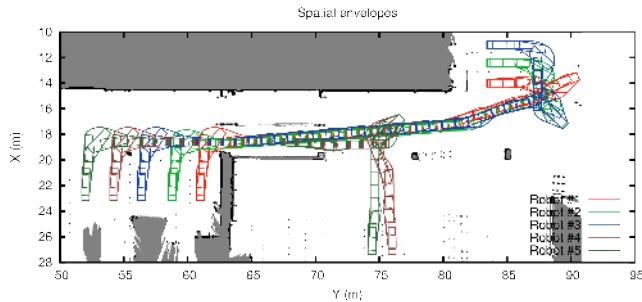 Spatial envelopes
10
12
14
16
18
20
22
24
26
28
X (m)
50 55 60 65 70 75 80 85 90 95
Y (m)
Robot #1
Robot #2
Robot #3
Robot #4
Robot #5